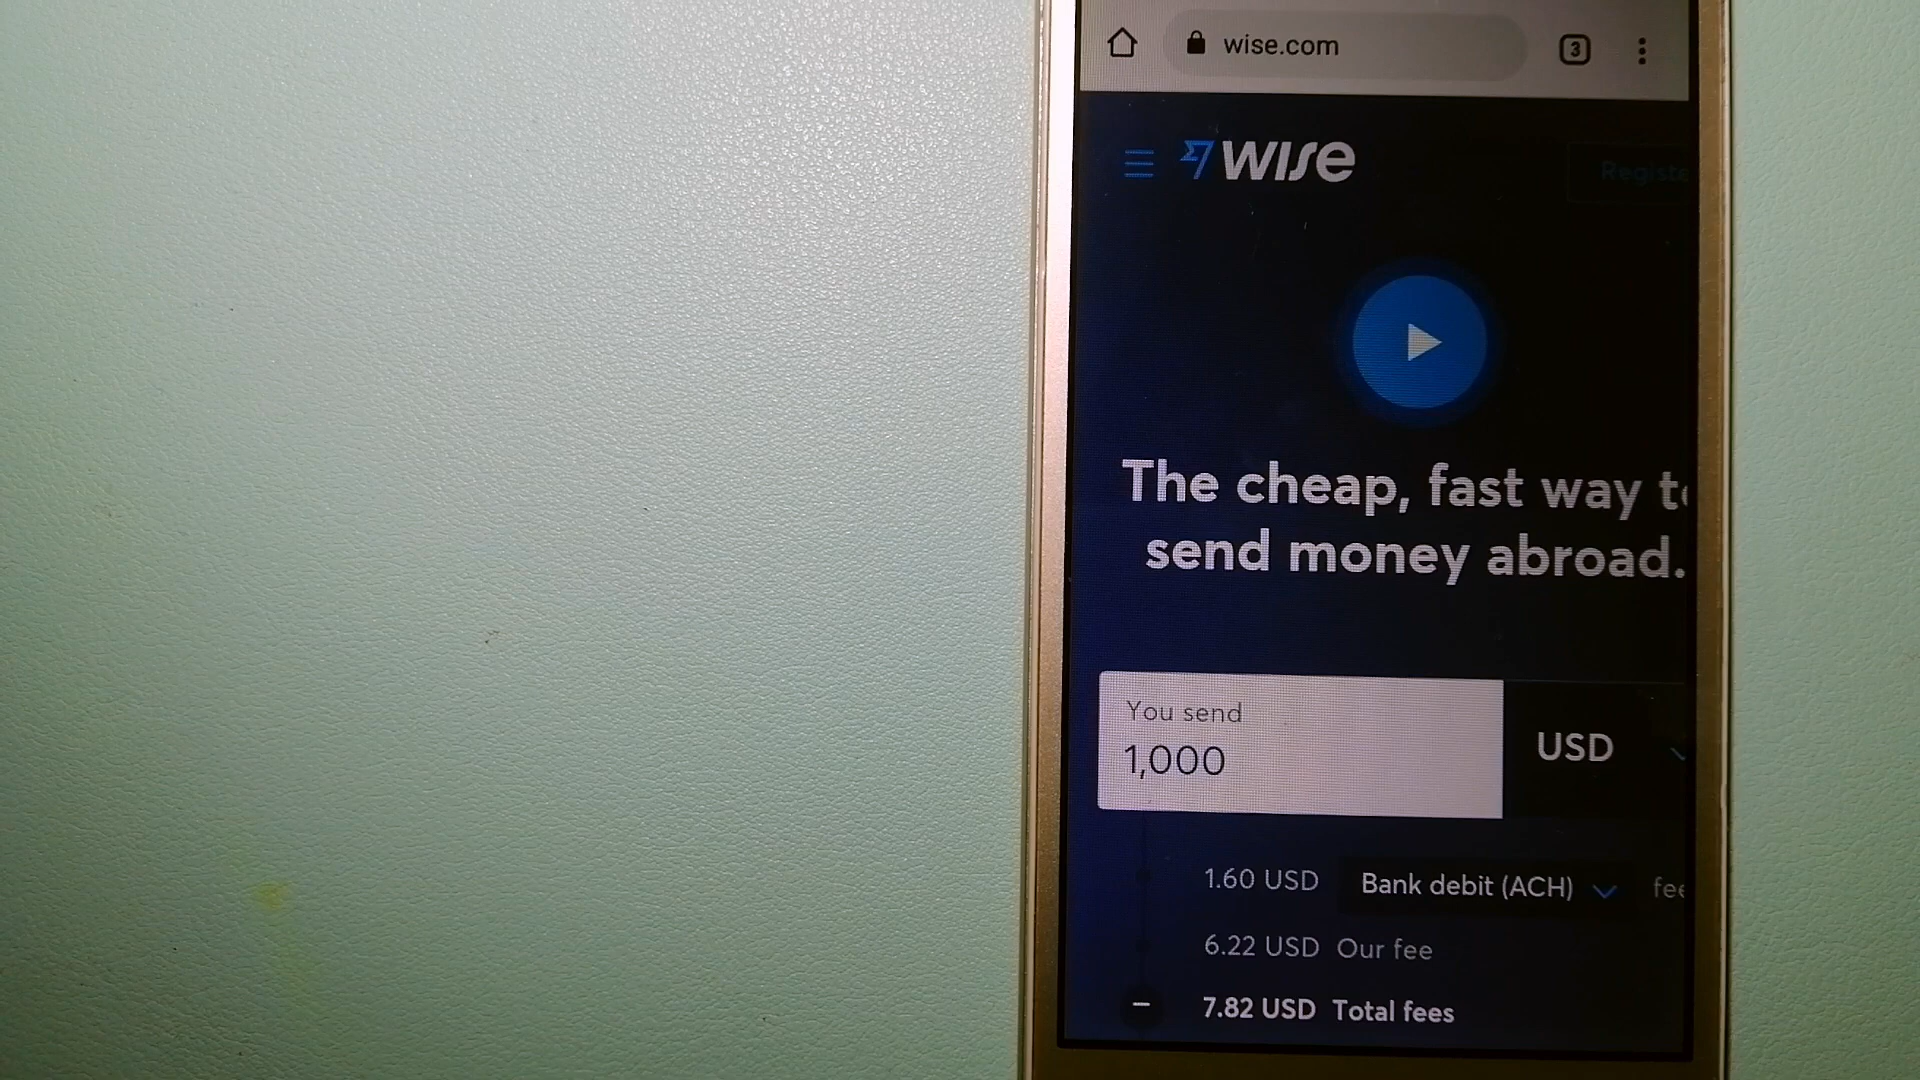 wise.com
3
WISE
The cheap, fast way
send money abroad.
You send
1,000
USD
1.60 USD Bank debit (ACH)
6.22 USD Our fee
7.82 USD Total fees